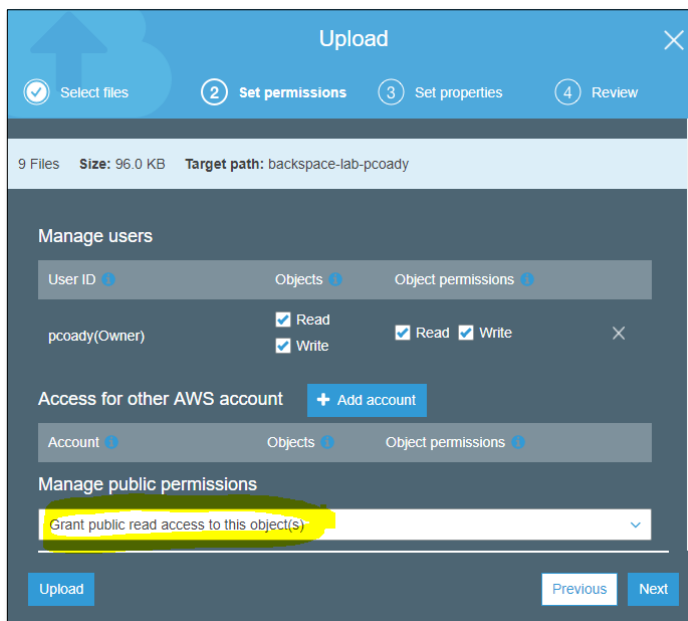 Upload
Select files 2 Set permissions 3 Set properties 4 Review
9 Files Size: 96.0 KB Target path: backspace-lab-pcoady
Manage users
User ID Objects Object permissions
pcoady(Owner) Read Read Write
Write
Access for other AWS account + Add account
Account Objects Object permissions
Manage public permissions
Grant public read access to this object(s)
Upload Previous Next